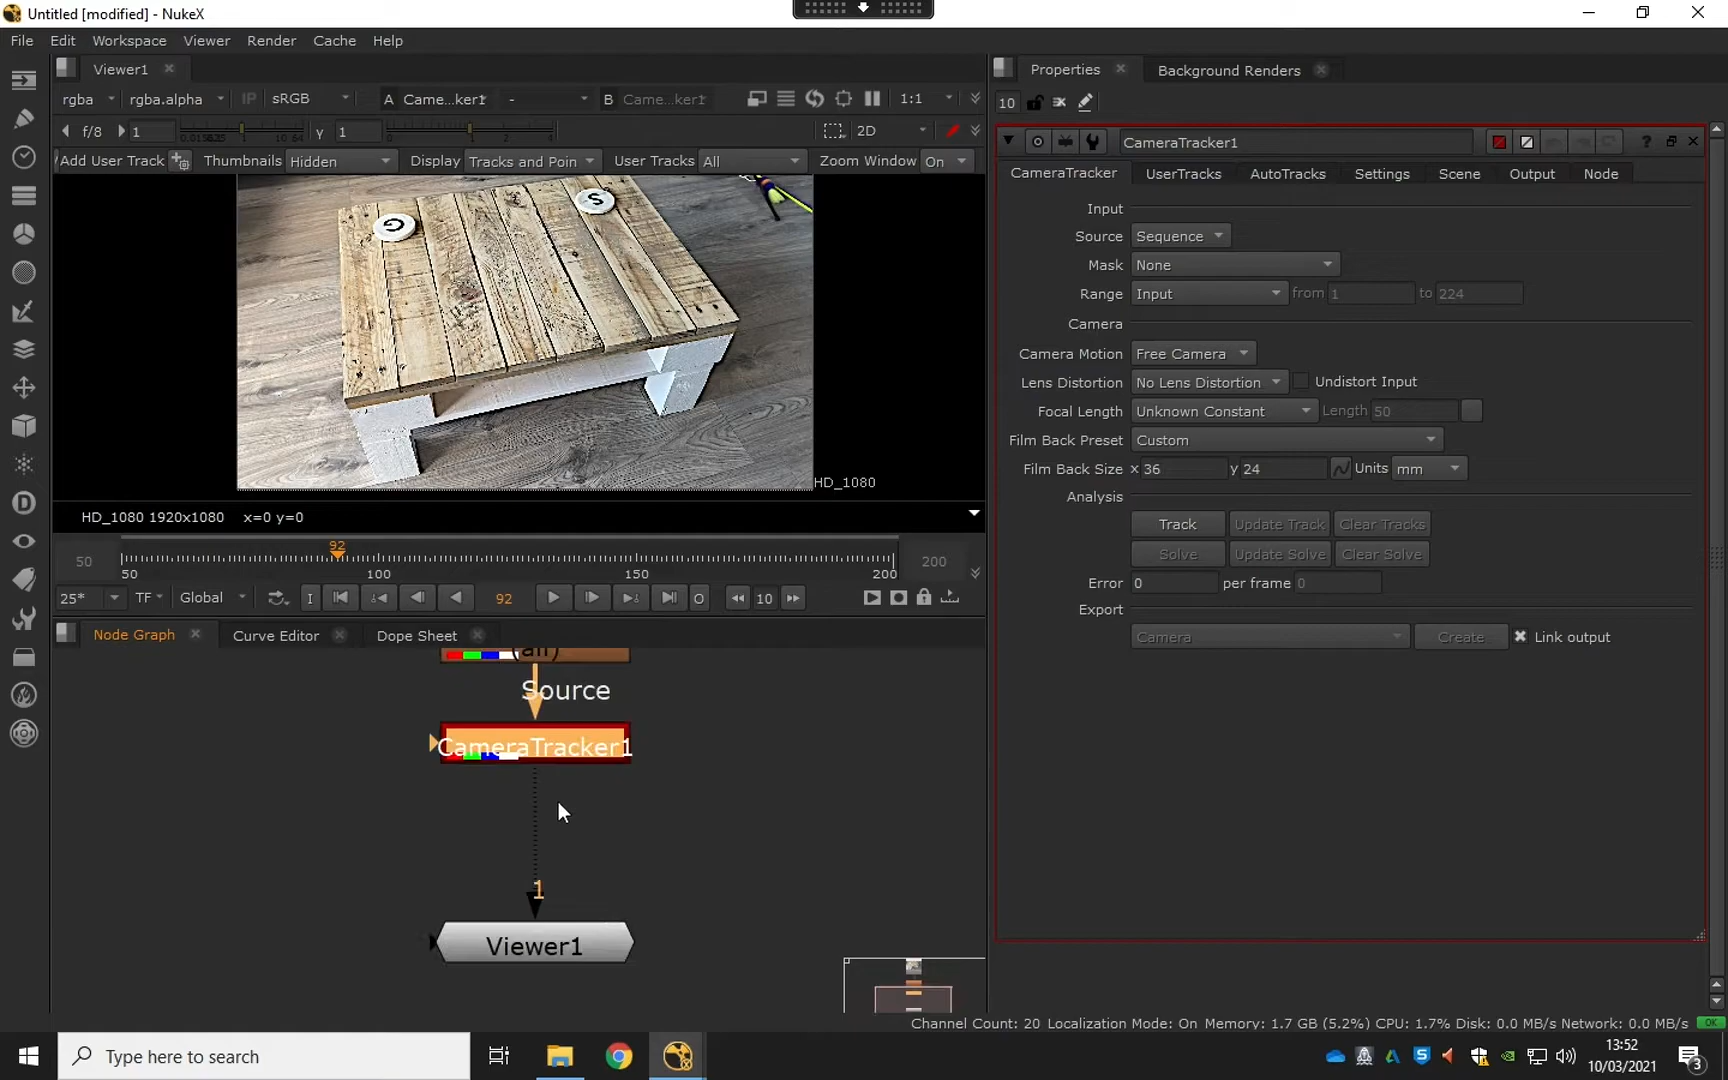 Untitled [modified] - NukeX
File Edit Workspace Viewer Render Cache Help
Viewer1
rgba rgba.alpha IP sRGB A Came...ker1 - B Came...ker1 1:1
f/8 1 y 1 2D
Add User Track Thumbnails Hidden Display Tracks and Poin User Tracks All Zoom Window On
G
S
HD_1080
HD_1080 1920x1080 x=0 y=0
92
50 200
50 100 150 200
25* TF Global I 92 O 10
Node Graph Curve Editor Dope Sheet
(all)
Source
CameraTracker1
1
Viewer1
Properties Background Renders
10
CameraTracker1 ?
CameraTracker UserTracks AutoTracks Settings Scene Output Node
Input
Source Sequence
Mask None
Range Input from 1 to 224
Camera
Camera Motion Free Camera
Lens Distortion No Lens Distortion Undistort Input
Focal Length Unknown Constant Length 50
Film Back Preset Custom
Film Back Size x 36 y 24 Units mm
Analysis
Track Update Track Clear Tracks
Solve Update Solve Clear Solve
Error 0 per frame 0
Export
Camera Create Link output
Channel Count: 20 Localization Mode: On Memory: 1.7 GB (5.2%) CPU: 1.7% Disk: 0.0 MB/s Network: 0.0 MB/s OK
Type here to search
13:52
10/03/2021
3